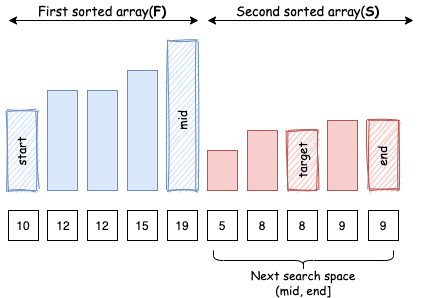 First sorted array(F) Second sorted array(S)
start
mid
target
end
10 12 12 15 19 5 8 8 9 9
Next search space
(mid, end]